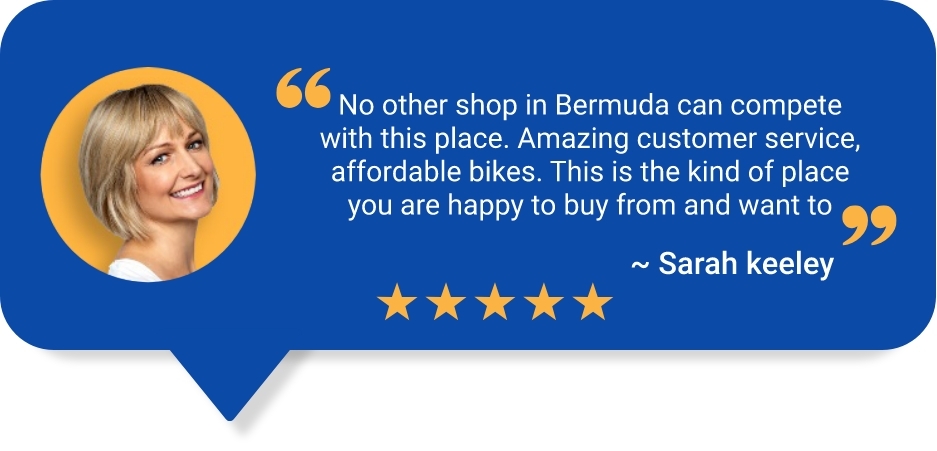 “ No other shop in Bermuda can compete
with this place. Amazing customer service,
affordable bikes. This is the kind of place
you are happy to buy from and want to ”
~ Sarah keeley